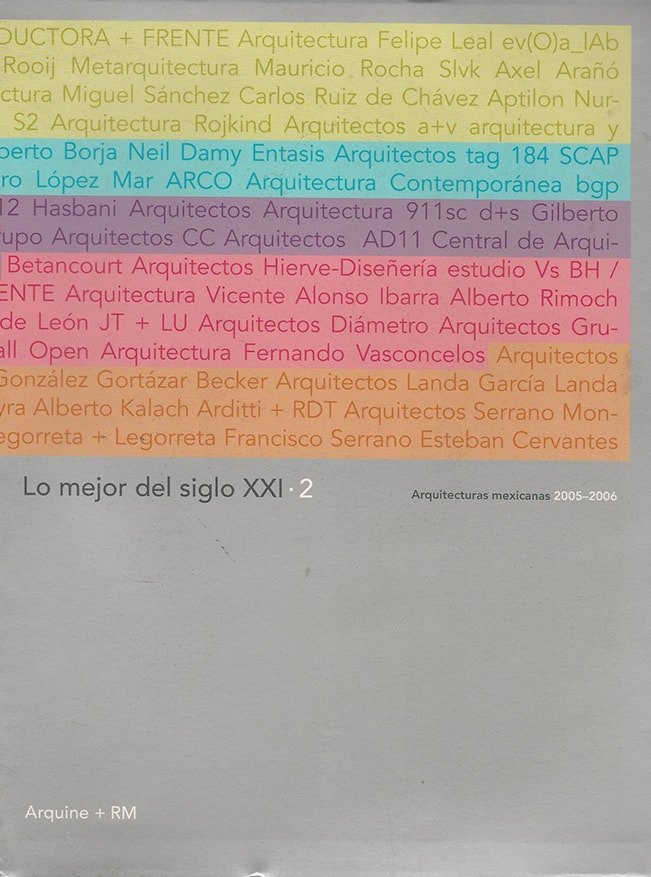 DUCTORA + FRENTE Arquitectura Felipe Leal ev(O)a_lAb
Rooij Metarquitectura Mauricio Rocha Slvk Axel Arañó
ctura Miguel Sánchez Carlos Ruiz de Chávez Aptilon Nur-
S2 Arquitectura Rojkind Arquitectos a+v arquitectura y
berto Borja Neil Damy Entasis Arquitectos tag 184 SCAP
ro López Mar ARCO Arquitectura Contemporánea bgp
12 Hasbani Arquitectos Arquitectura 911sc d+s Gilberto
rupo Arquitectos CC Arquitectos AD11 Central de Arqui-
Betancourt Arquitectos Hierve-Diseñería estudio Vs BH /
ENTE Arquitectura Vicente Alonso Ibarra Alberto Rimoch
de León JT + LU Arquitectos Diámetro Arquitectos Gru-
all Open Arquitectura Fernando Vasconcelos Arquitectos
González Gortázar Becker Arquitectos Landa García Landa
yra Alberto Kalach Arditti + RDT Arquitectos Serrano Mon-
egorreta + Legorreta Francisco Serrano Esteban Cervantes
Lo mejor del siglo XXI · 2
Arquitecturas mexicanas 2005–2006
Arquine + RM